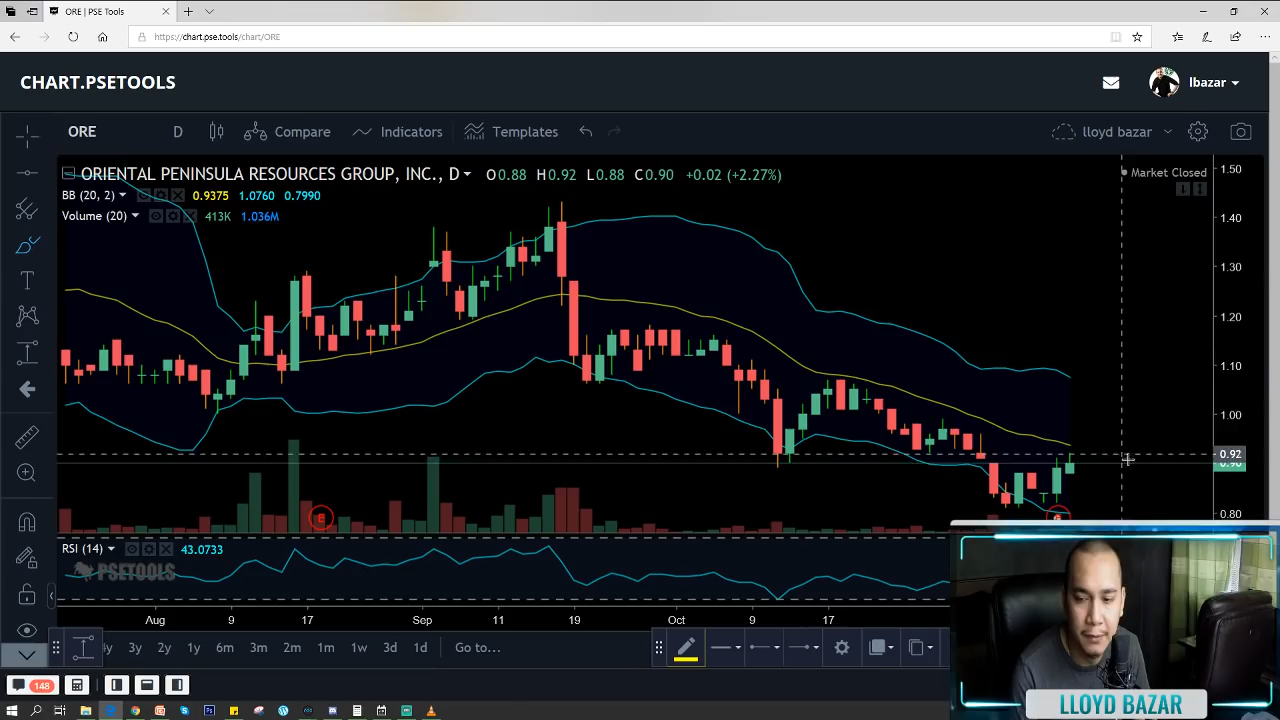 ORE | PSE Tools
https://chart.pse.tools/chart/ORE
CHART.PSETOOLS
lbazar
ORE
D
Compare
Indicators
Templates
lloyd bazar
ORIENTAL PENINSULA RESOURCES GROUP, INC., D
O0.88 H0.92 L0.88 C0.90 +0.02 (+2.27%)
Market Closed
BB (20, 2) 0.9375 1.0760 0.7990
Volume (20) 413K 1.036M
1.50
1.40
1.30
1.20
1.10
1.00
0.92
0.90
0.80
E
RSI (14) 43.0733
PSETOOLS
Aug 9 17 Sep 11 19 Oct 9 17
3y 2y 1y 6m 3m 2m 1m 1w 3d 1d Go to...
148
LLOYD BAZAR